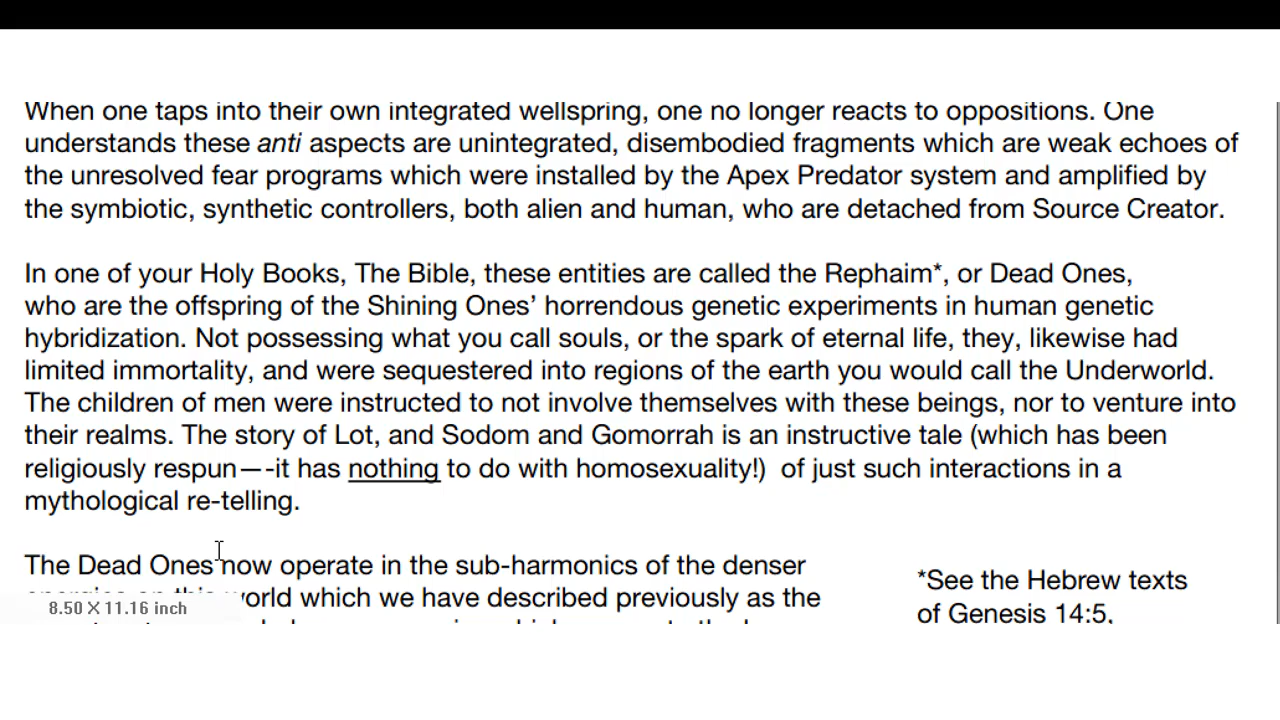 When one taps into their own integrated wellspring, one no longer reacts to oppositions. One
understands these anti aspects are unintegrated, disembodied fragments which are weak echoes of
the unresolved fear programs which were installed by the Apex Predator system and amplified by
the symbiotic, synthetic controllers, both alien and human, who are detached from Source Creator.
In one of your Holy Books, The Bible, these entities are called the Rephaim*, or Dead Ones,
who are the offspring of the Shining Ones’ horrendous genetic experiments in human genetic
hybridization. Not possessing what you call souls, or the spark of eternal life, they, likewise had
limited immortality, and were sequestered into regions of the earth you would call the Underworld.
The children of men were instructed to not involve themselves with these beings, nor to venture into
their realms. The story of Lot, and Sodom and Gomorrah is an instructive tale (which has been
religiously respun—-it has nothing to do with homosexuality!)  of just such interactions in a
mythological re-telling.
The Dead Ones now operate in the sub-harmonics of the denser
world which we have described previously as the
*See the Hebrew texts
of Genesis 14:5,
8.50 X 11.16 inch